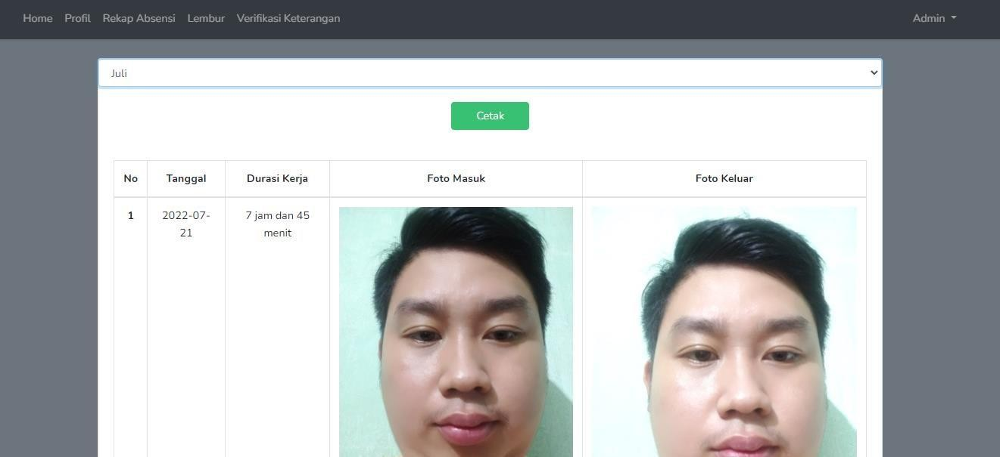 Home Profil Rekap Absensi Lembur Verifikasi Keterangan Admin
Juli
Cetak
No Tanggal Durasi Kerja Foto Masuk Foto Keluar
1 2022-07- 7 jam dan 45
21 menit